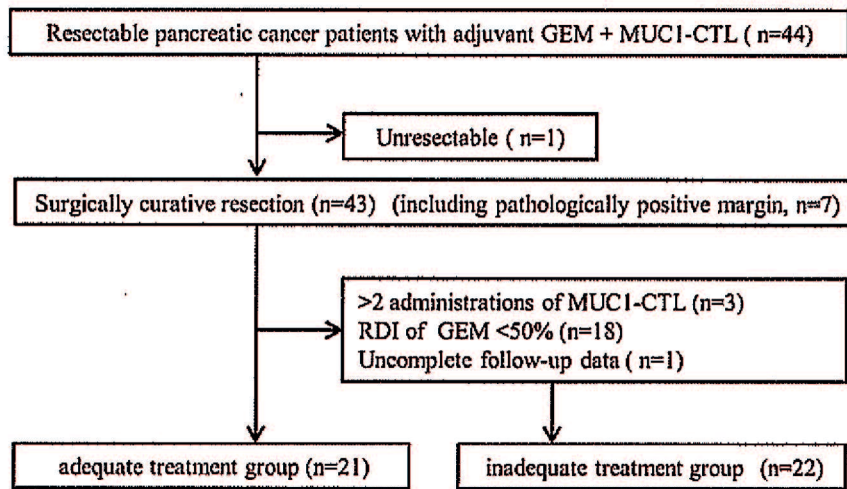 Resectable pancreatic cancer patients with adjuvant GEM + MUC1-CTL ( n=44)
Unresectable ( n=1)
Surgically curative resection (n=43) (including pathologically positive margin, n=7)
>2 administrations of MUC1-CTL (n=3)
RDI of GEM <50% (n=18)
Uncomplete follow-up data ( n=1)
adequate treatment group (n=21)
inadequate treatment group (n=22)